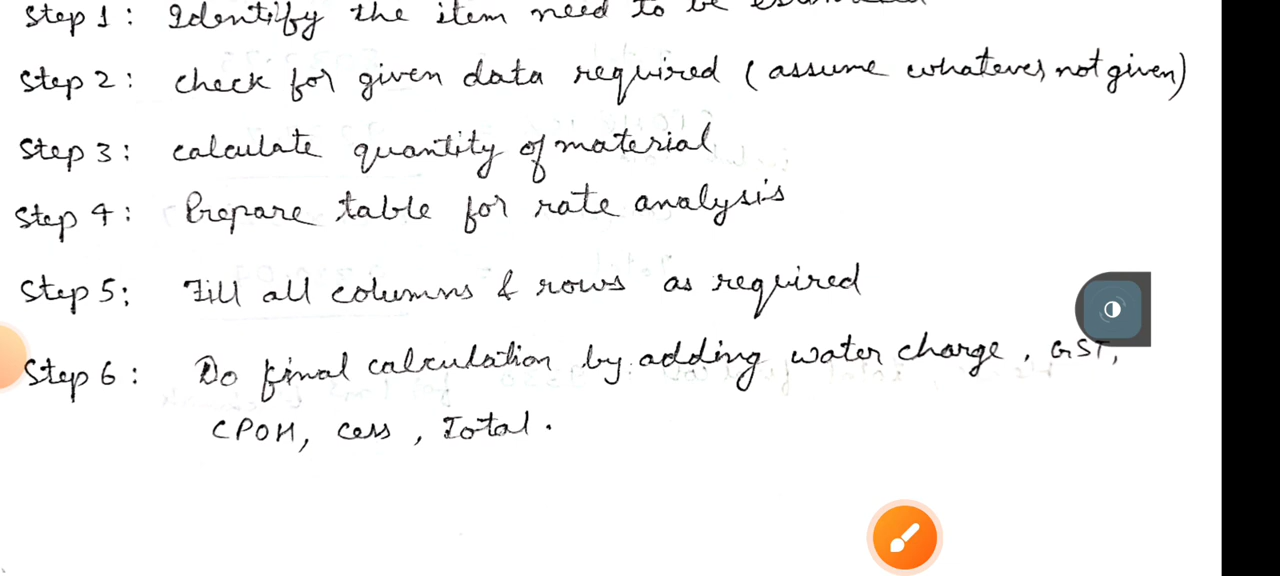 Step 1: Identify the item need to be
Step 2: check for given data required (assume whatever not given)
Step 3: calculate quantity of material
Step 4: Prepare table for rate analysis
Step 5: Fill all columns & rows as required
Step 6: Do final calculation by adding water charge, GST,
CPOH, cess, Total.